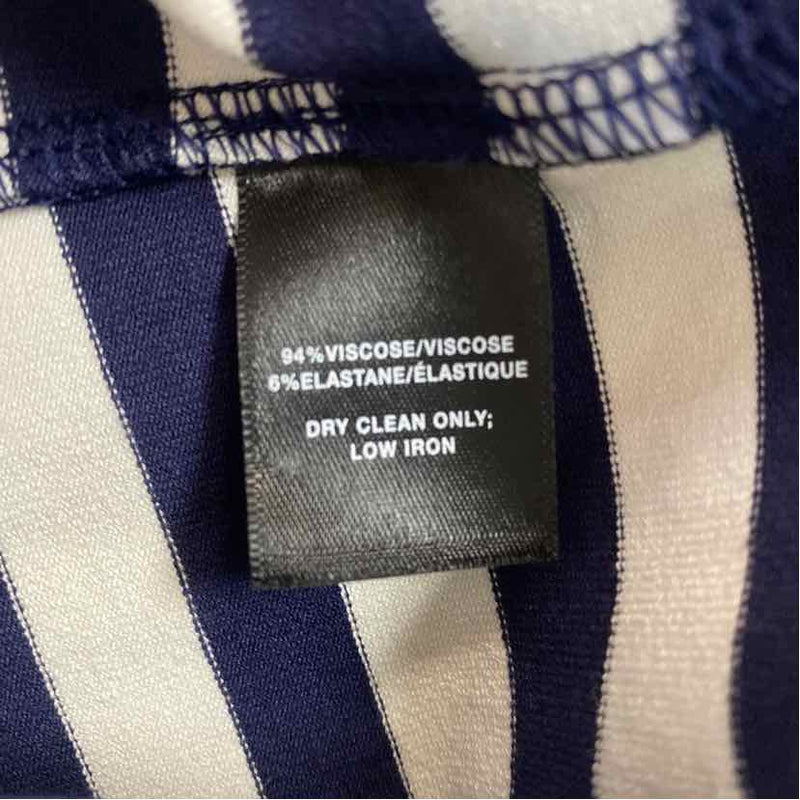 94%VISCOSE/VISCOSE
6%ELASTANE/ÉLASTIQUE
DRY CLEAN ONLY;
LOW IRON